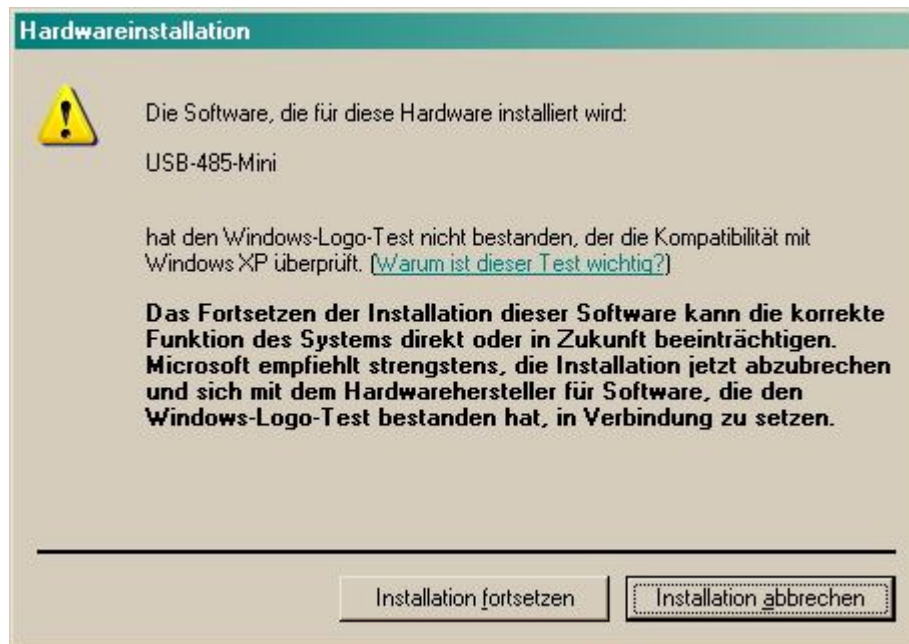 Hardwareinstallation
Die Software, die für diese Hardware installiert wird:
USB-485-Mini
hat den Windows-Logo-Test nicht bestanden, der die Kompatibilität mit
Windows XP überprüft. (Warum ist dieser Test wichtig?)
Das Fortsetzen der Installation dieser Software kann die korrekte
Funktion des Systems direkt oder in Zukunft beeinträchtigen.
Microsoft empfiehlt strengstens, die Installation jetzt abzubrechen
und sich mit dem Hardwarehersteller für Software, die den
Windows-Logo-Test bestanden hat, in Verbindung zu setzen.
Installation fortsetzen Installation abbrechen